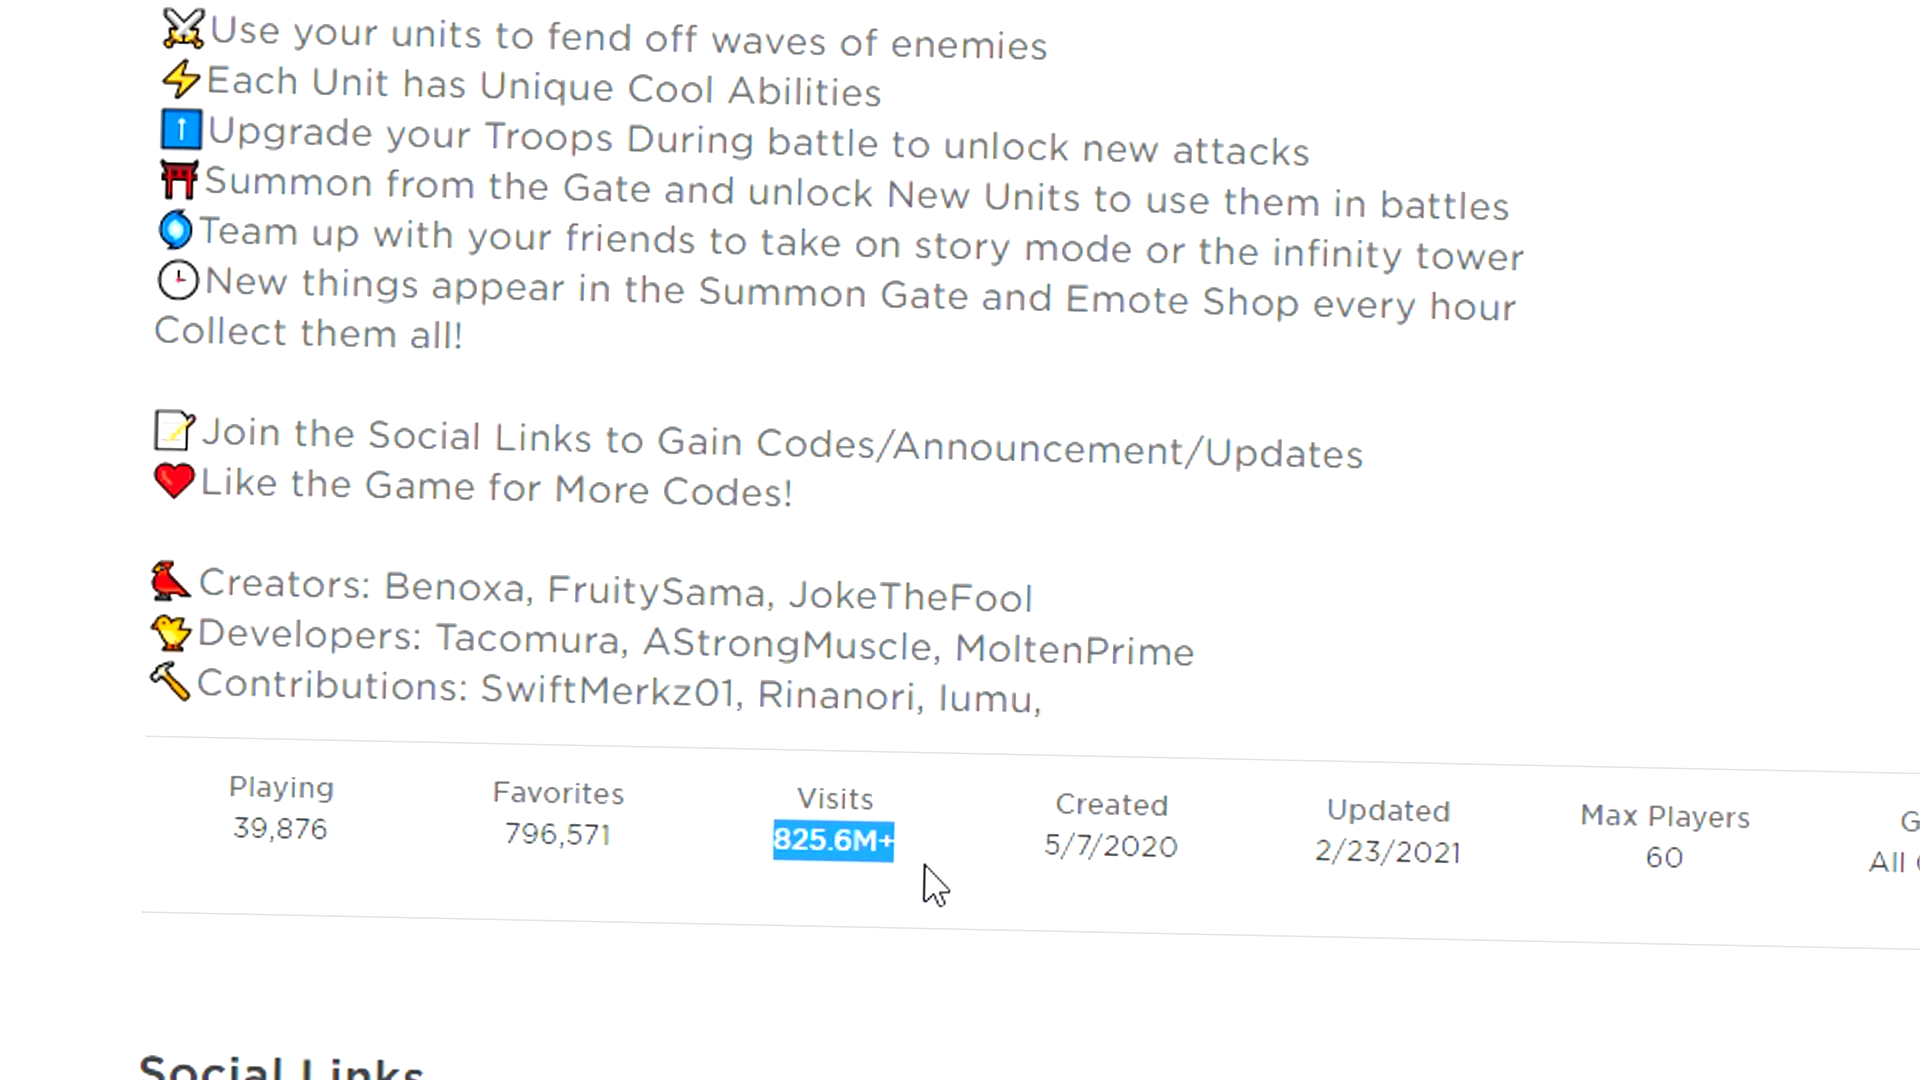 ⚔️Use your units to fend off waves of enemies
⚡Each Unit has Unique Cool Abilities
⬆️Upgrade your Troops During battle to unlock new attacks
⛩️Summon from the Gate and unlock New Units to use them in battles
🌀Team up with your friends to take on story mode or the infinity tower
🕒New things appear in the Summon Gate and Emote Shop every hour
Collect them all!
📝Join the Social Links to Gain Codes/Announcement/Updates
❤️Like the Game for More Codes!
🐦Creators: Benoxa, FruitySama, JokeTheFool
🐤Developers: Tacomura, AStrongMuscle, MoltenPrime
🔨Contributions: SwiftMerkz01, Rinanori, Iumu,
Playing Favorites Visits Created Updated Max Players G
39,876 796,571 825.6M+ 5/7/2020 2/23/2021 60 All
Social Links